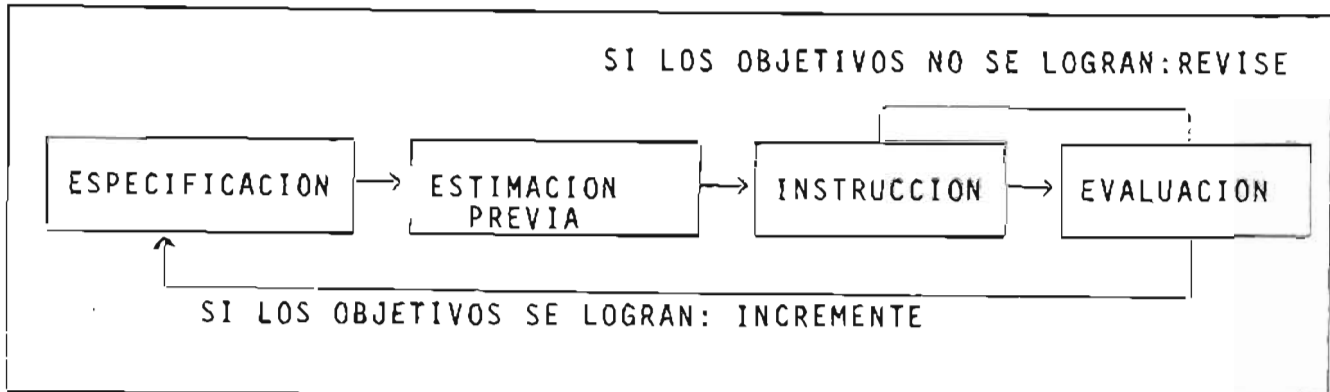 SI LOS OBJETIVOS NO SE LOGRAN:REVISE
ESPECIFICACION
ESTIMACION
PREVIA
INSTRUCCION
EVALUACION
SI LOS OBJETIVOS SE LOGRAN: INCREMENTE